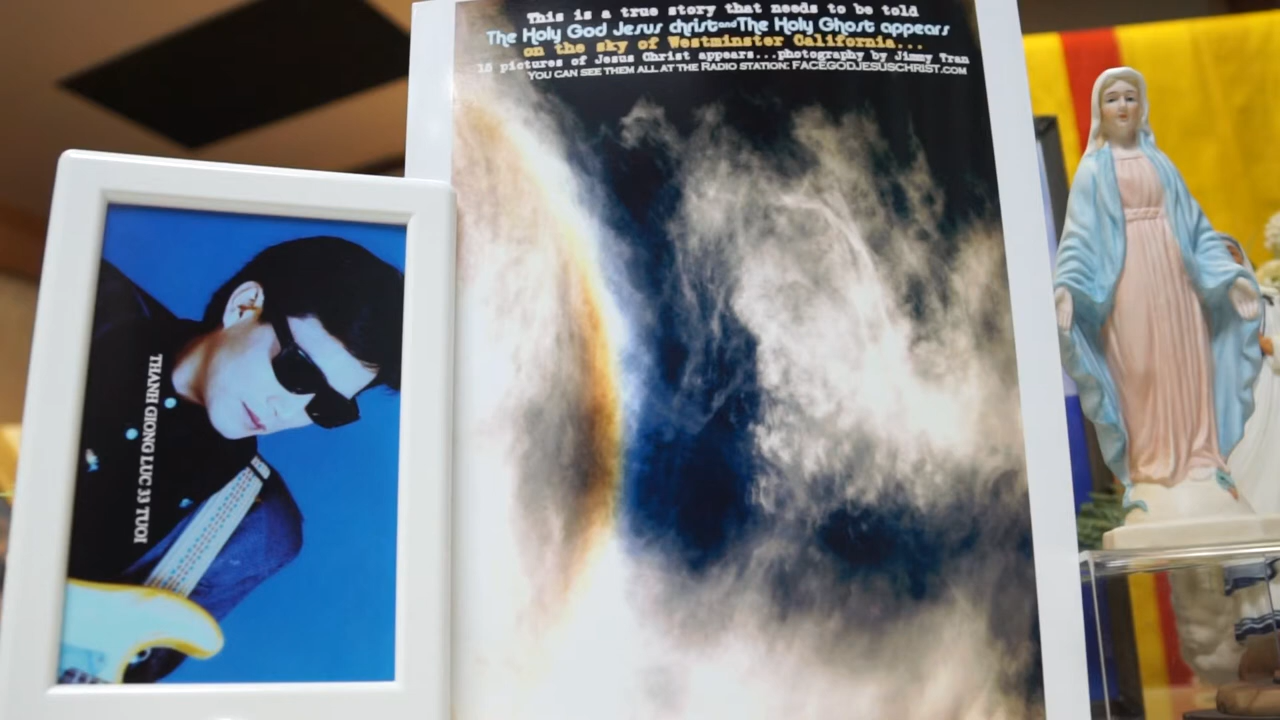 This is a true story that needs to be told
The Holy God Jesus christ and The Holy Ghost appears
on the sky of Westminster California...
15 pictures of Jesus Christ appears...photography by Jimmy Tran
YOU CAN SEE THEM ALL AT THE RADIO STATION: FACEGODJESUSCHRIST.COM
THANH GIONG LUC 33 TUOI